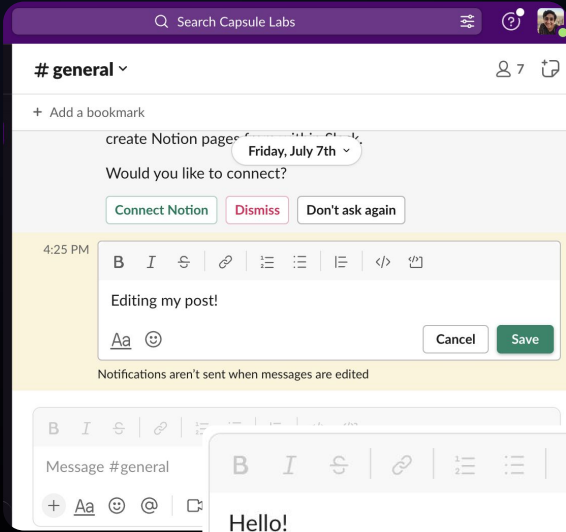 Search Capsule Labs
# general
7
+ Add a bookmark
create Notion pages Slack.
Friday, July 7th
Would you like to connect?
Connect Notion Dismiss Don't ask again
4:25 PM
B I S
Editing my post!
Aa
Cancel Save
Notifications aren't sent when messages are edited
B I S
Message #general
+ Aa @
B I S
Hello!